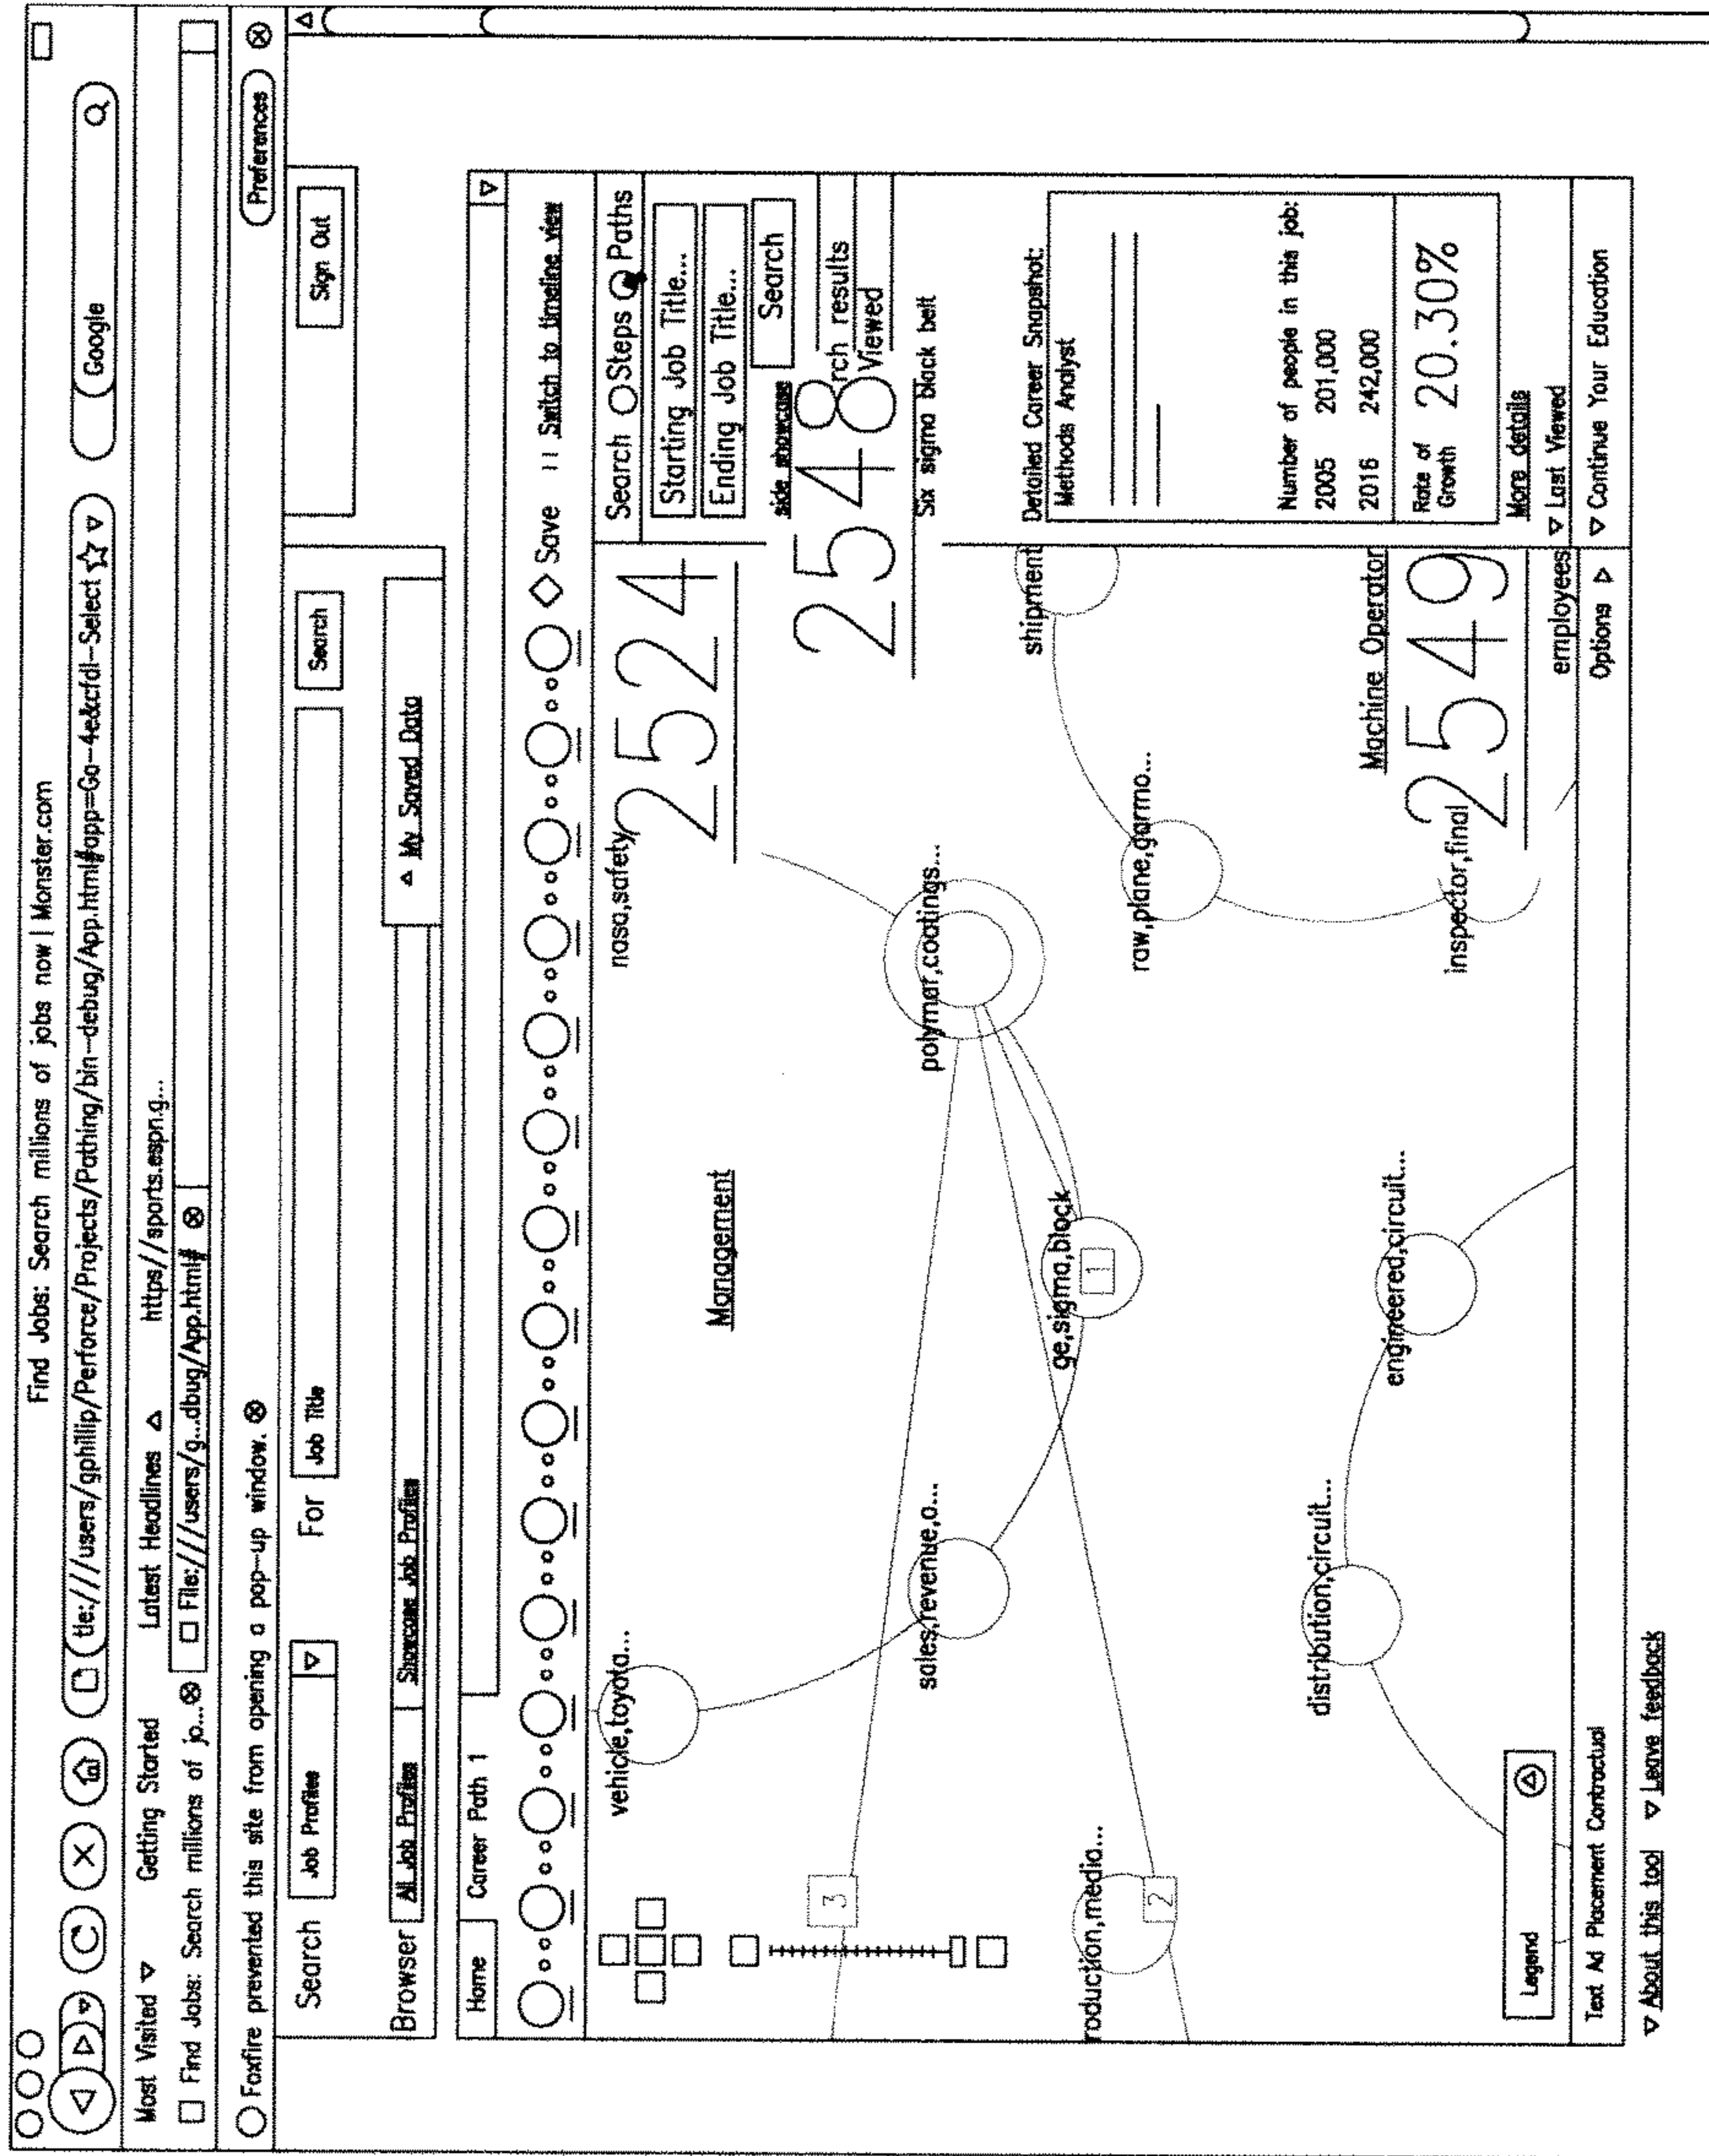 Find Jobs: Search millions of jobs now | Monster.com
tle:////users/gphillip/Perforce/Projects/Pathing/bin-debug/App.html#app=Go-4e&cfdl-Select
Google
Most Visited
Getting Started
Latest Headlines
https//sports.espn.g...
Find Jobs: Search millions of jo...
File:////users/g...dbug/App.html#
Foxfire prevented this site from opening a pop-up window.
Preferences
Search
Job Profiles
For
Job Title
Search
Sign Out
Browser
All Job Profiles
Showcase Job Profiles
My Saved Data
Home
Career Path 1
Save
Switch to timeline view
Search Steps Paths
Starting Job Title...
Ending Job Title...
Search
side showcase
rch results
Viewed
2548
Six sigma black belt
Detailed Career Snapshot:
Methods Analyst
Number of people in this job:
2005 201,000
2016 242,000
Rate of Growth 20.30%
More details
Last Viewed
Continue Your Education
vehicle,toyota...
nasa,safety
2524
Management
3
sales,revenue,o...
polymar,coatings...
qe,sigma,block
1
shipment
roduction,media...
2
raw,plane,garmo...
distribution,circuit...
engineered,circuit...
Machine Operator
inspector,final
2549
employees
Legend
Text Ad Placement Contractual
Options
About this tool
Leave feedback